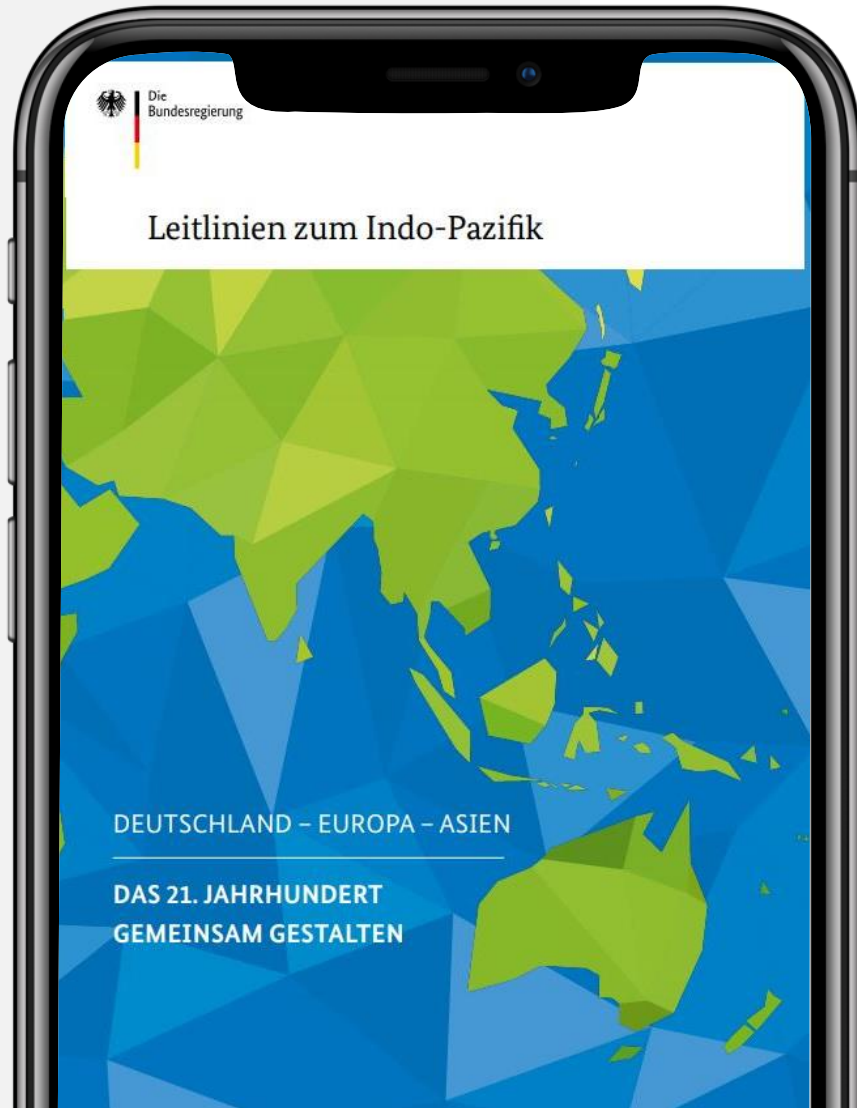 Die
Bundesregierung
Leitlinien zum Indo-Pazifik
DEUTSCHLAND – EUROPA – ASIEN
DAS 21. JAHRHUNDERT
GEMEINSAM GESTALTEN